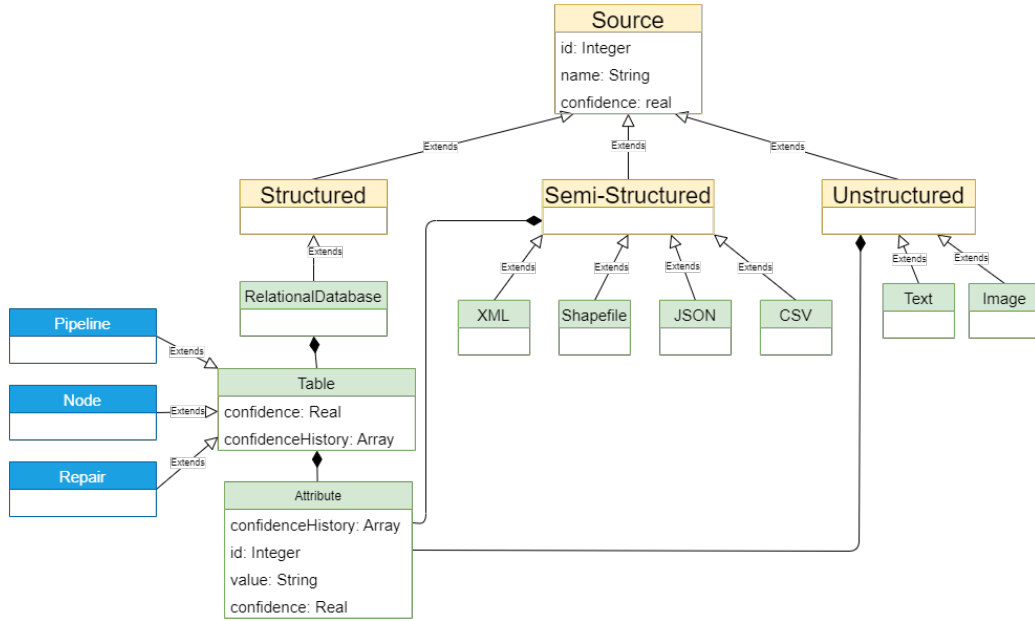 Source
id: Integer
name: String
confidence: real
Extends
Extends
Extends
Structured
Semi-Structured
Unstructured
Extends
Extends
Extends
Extends
Extends
Extends
Extends
RelationalDatabase
XML
Shapefile
JSON
CSV
Text
Image
Pipeline
Extends
Table
Node
confidence: Real
Extends
confidenceHistory: Array
Repair
Extends
Attribute
confidenceHistory: Array
id: Integer
value: String
confidence: Real